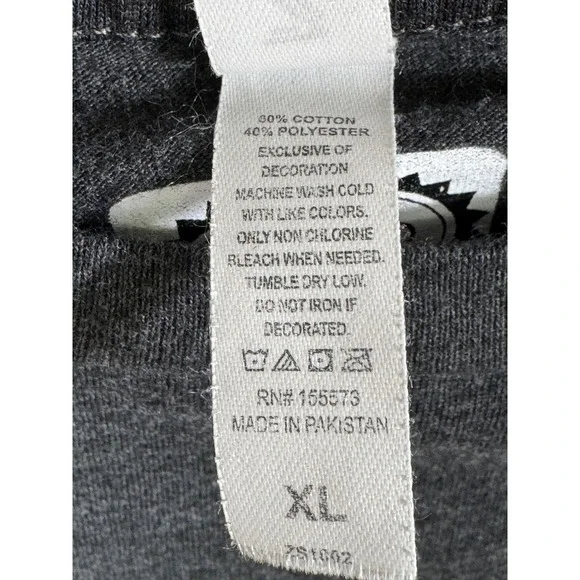 60% COTTON
40% POLYESTER
EXCLUSIVE OF
DECORATION
MACHINE WASH COLD
WITH LIKE COLORS.
ONLY NON CHLORINE
BLEACH WHEN NEEDED.
TUMBLE DRY LOW.
DO NOT IRON IF
DECORATED.
RN# 155573
MADE IN PAKISTAN
XL